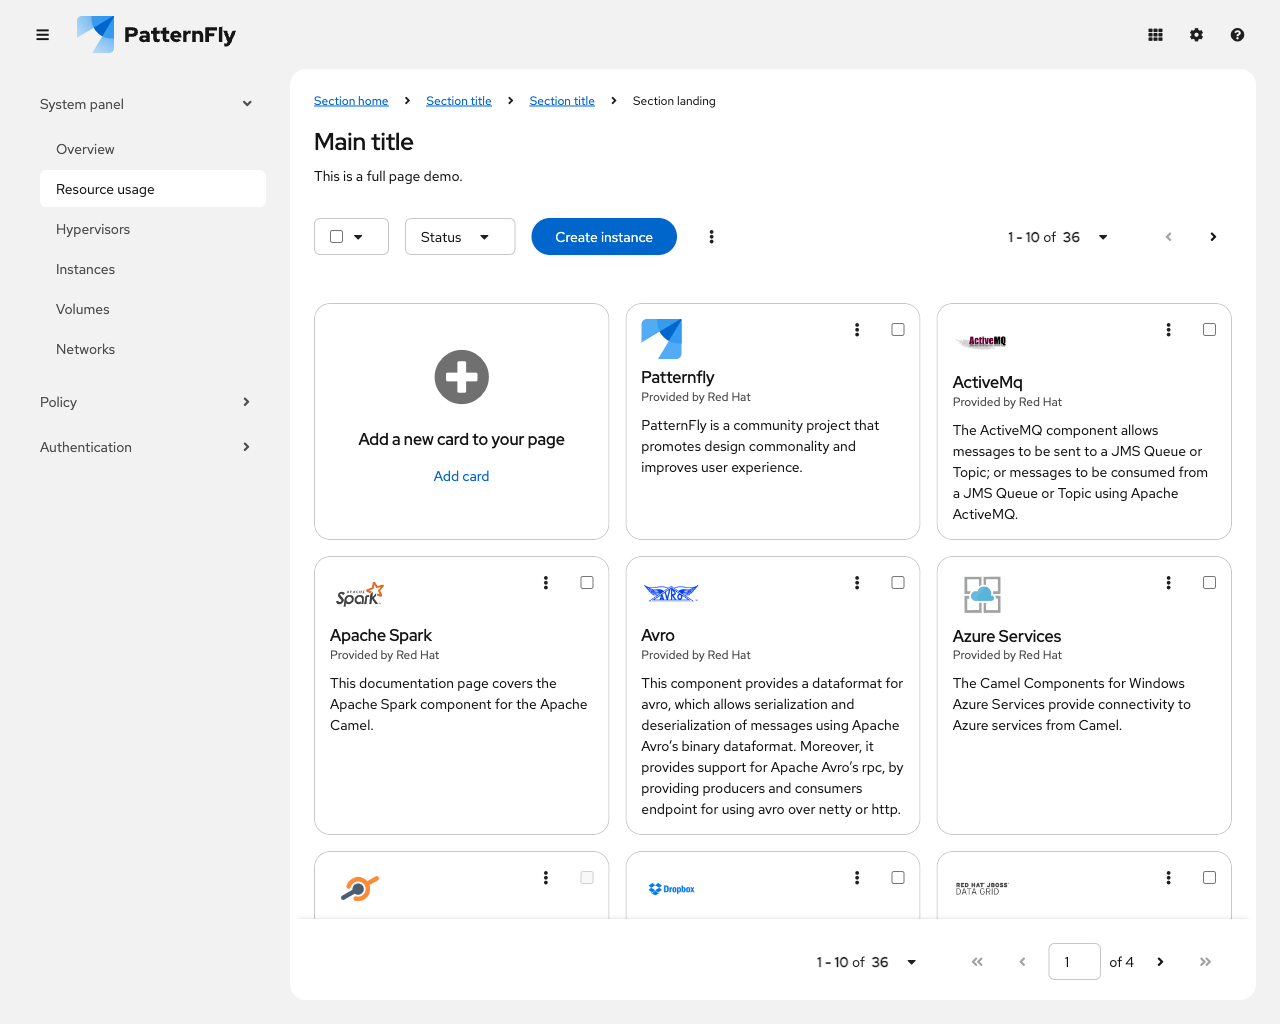 PatternFly
System panel
Overview
Resource usage
Hypervisors
Instances
Volumes
Networks
Policy
Authentication
Section home
Section title
Section title
Section landing
Main title
This is a full page demo.
Status
Create instance
1 - 10 of 36
Add a new card to your page
Add card
Patternfly
Provided by Red Hat
PatternFly is a community project that
promotes design commonality and
improves user experience.
ActiveMQ
ActiveMq
Provided by Red Hat
The ActiveMQ component allows
messages to be sent to a JMS Queue or
Topic; or messages to be consumed from
a JMS Queue or Topic using Apache
ActiveMQ.
APACHE
Spark
Apache Spark
Provided by Red Hat
This documentation page covers the
Apache Spark component for the Apache
Camel.
AVRO
Avro
Provided by Red Hat
This component provides a dataformat for
avro, which allows serialization and
deserialization of messages using Apache
Avro’s binary dataformat. Moreover, it
provides support for Apache Avro’s rpc, by
providing producers and consumers
endpoint for using avro over netty or http.
Azure Services
Provided by Red Hat
The Camel Components for Windows
Azure Services provide connectivity to
Azure services from Camel.
Dropbox
RED HAT JBOSS
DATA GRID
1 - 10 of 36
1
of 4